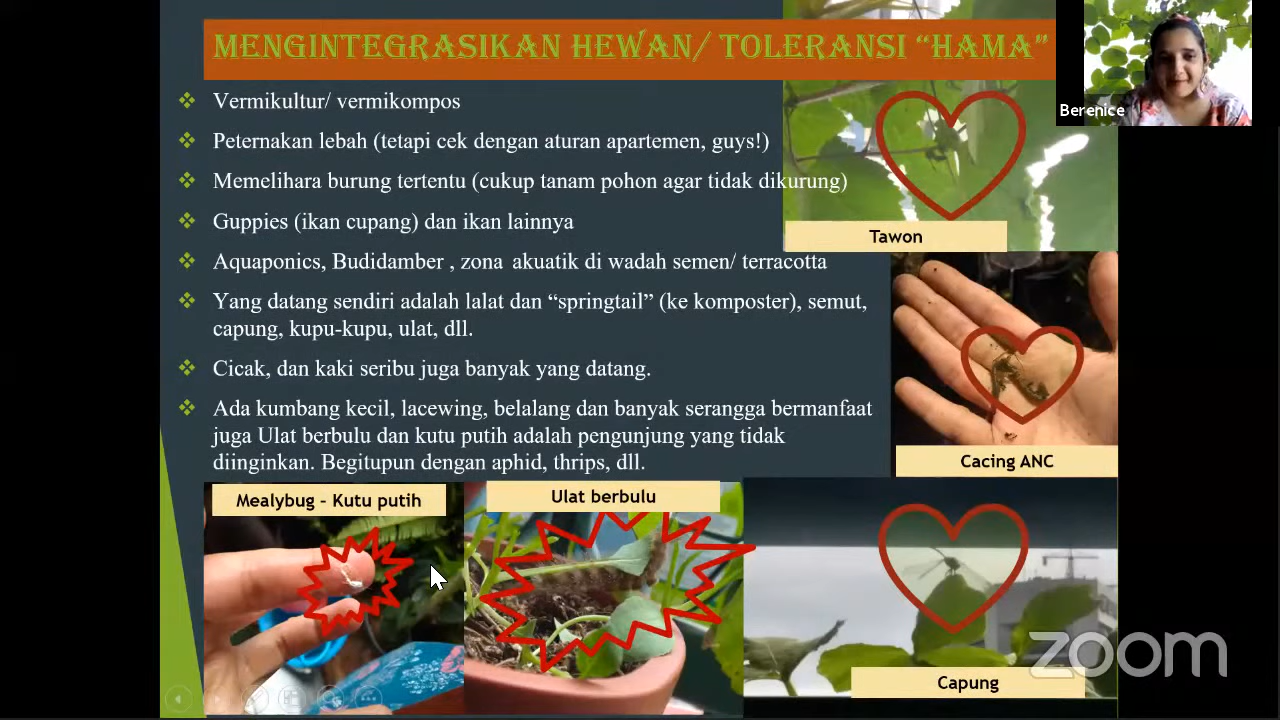 MENGINTEGRASIKAN HEWAN/ TOLERANSI “HAMA”
Berenice
Vermikultur/ vermikompos
Peternakan lebah (tetapi cek dengan aturan apartemen, guys!)
Memelihara burung tertentu (cukup tanam pohon agar tidak dikurung)
Guppies (ikan cupang) dan ikan lainnya
Tawon
Aquaponics, Budidamber , zona akuatik di wadah semen/ terracotta
Yang datang sendiri adalah lalat dan “springtail” (ke komposter), semut,
capung, kupu-kupu, ulat, dll.
Cicak, dan kaki seribu juga banyak yang datang.
Ada kumbang kecil, lacewing, belalang dan banyak serangga bermanfaat
juga Ulat berbulu dan kutu putih adalah pengunjung yang tidak
diinginkan. Begitupun dengan aphid, thrips, dll.
Cacing ANC
Mealybug - Kutu putih
Ulat berbulu
Capung
zoom